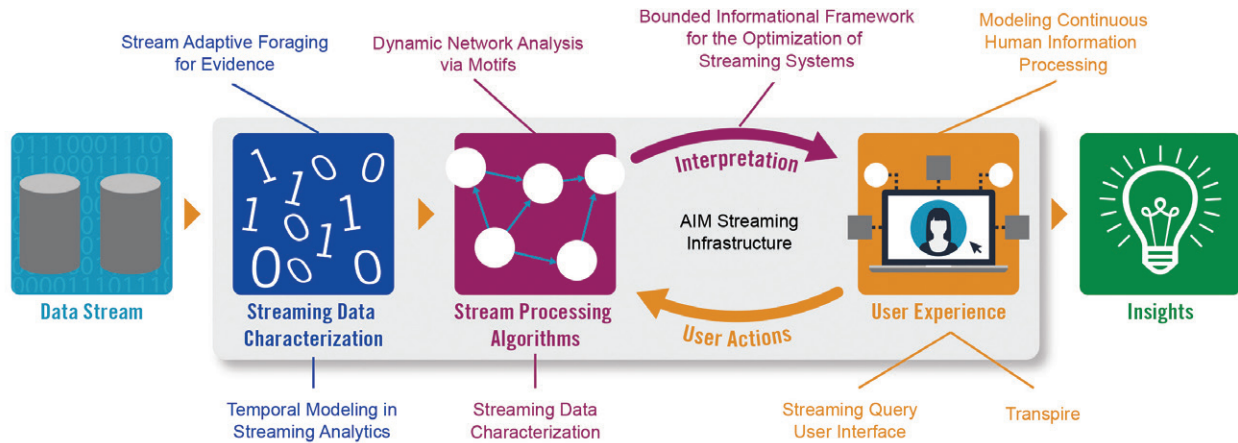 Stream Adaptive Foraging
for Evidence
Dynamic Network Analysis
via Motifs
Bounded Informational Framework
for the Optimization of
Streaming Systems
Modeling Continuous
Human Information
Processing
Interpretation
AIM Streaming
Infrastructure
User Actions
Data Stream
Streaming Data
Characterization
Stream Processing
Algorithms
User Experience
Insights
Temporal Modeling in
Streaming Analytics
Streaming Data
Characterization
Streaming Query
User Interface
Transpire